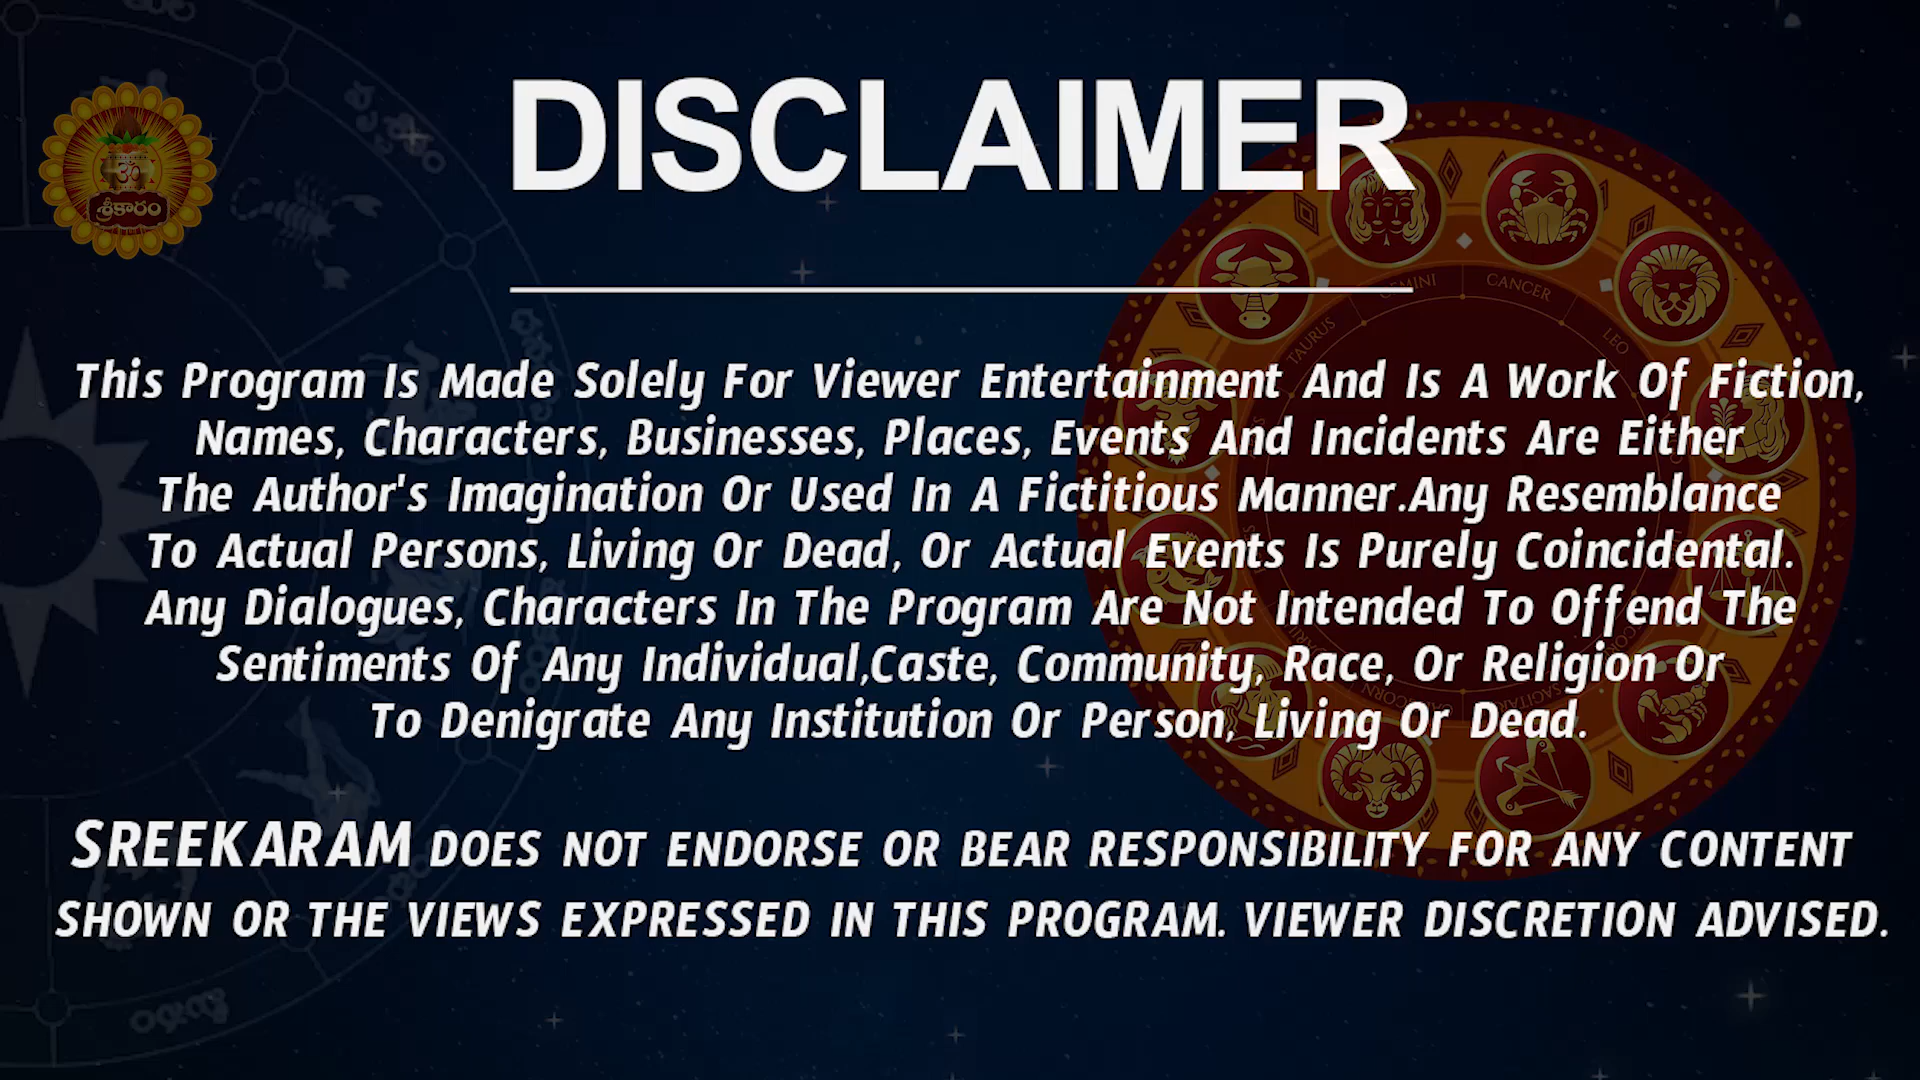 DISCLAIMER
ॐ
శ్రీకారం
GEMINI
CANCER
TAURUS
LEO
This Program Is Made Solely For Viewer Entertainment And Is A Work Of Fiction,
Names, Characters, Businesses, Places, Events And Incidents Are Either
The Author's Imagination Or Used In A Fictitious Manner.Any Resemblance
To Actual Persons, Living Or Dead, Or Actual Events Is Purely Coincidental.
Any Dialogues, Characters In The Program Are Not Intended To Offend The
Sentiments Of Any Individual,Caste, Community, Race, Or Religion Or
To Denigrate Any Institution Or Person, Living Or Dead.
SREEKARAM DOES NOT ENDORSE OR BEAR RESPONSIBILITY FOR ANY CONTENT
SHOWN OR THE VIEWS EXPRESSED IN THIS PROGRAM. VIEWER DISCRETION ADVISED.